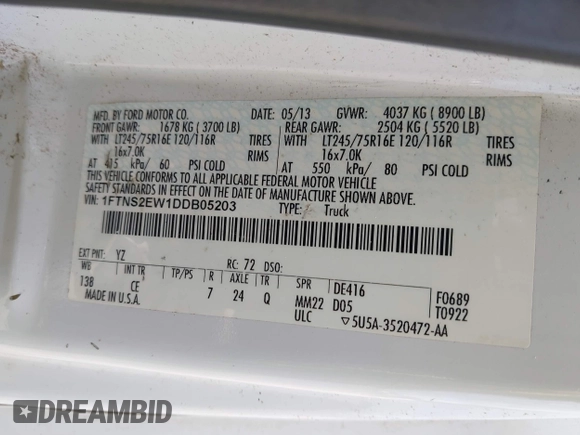 MFD. BY FORD MOTOR CO.
DATE: 05/13 GVWR: 4037 KG ( 8900 LB)
FRONT GAWR: 1678 KG ( 3700 LB) REAR GAWR: 2504 KG ( 5520 LB)
WITH LT245/75R16E 120/116R TIRES WITH LT245/75R16E 120/116R TIRES
16x7.0K RIMS 16x7.0K RIMS
AT 415 kPa/ 60 PSI COLD AT 550 kPa/ 80 PSI COLD
THIS VEHICLE CONFORMS TO ALL APPLICABLE FEDERAL MOTOR VEHICLE
SAFETY STANDARDS IN EFFECT ON THE DATE OF MANUFACTURE SHOWN ABOVE.
VIN: 1FTNS2EW1DDB05203 TYPE: Truck
EXT PNT: YZ RC: 72 DSO:
WB INT TR TP/PS R AXLE TR SPR DE416 F0689
138 CE 7 24 Q MM22 D05 T0922
MADE IN U.S.A. ULC ▽5U5A-3520472-AA
DREAMBID